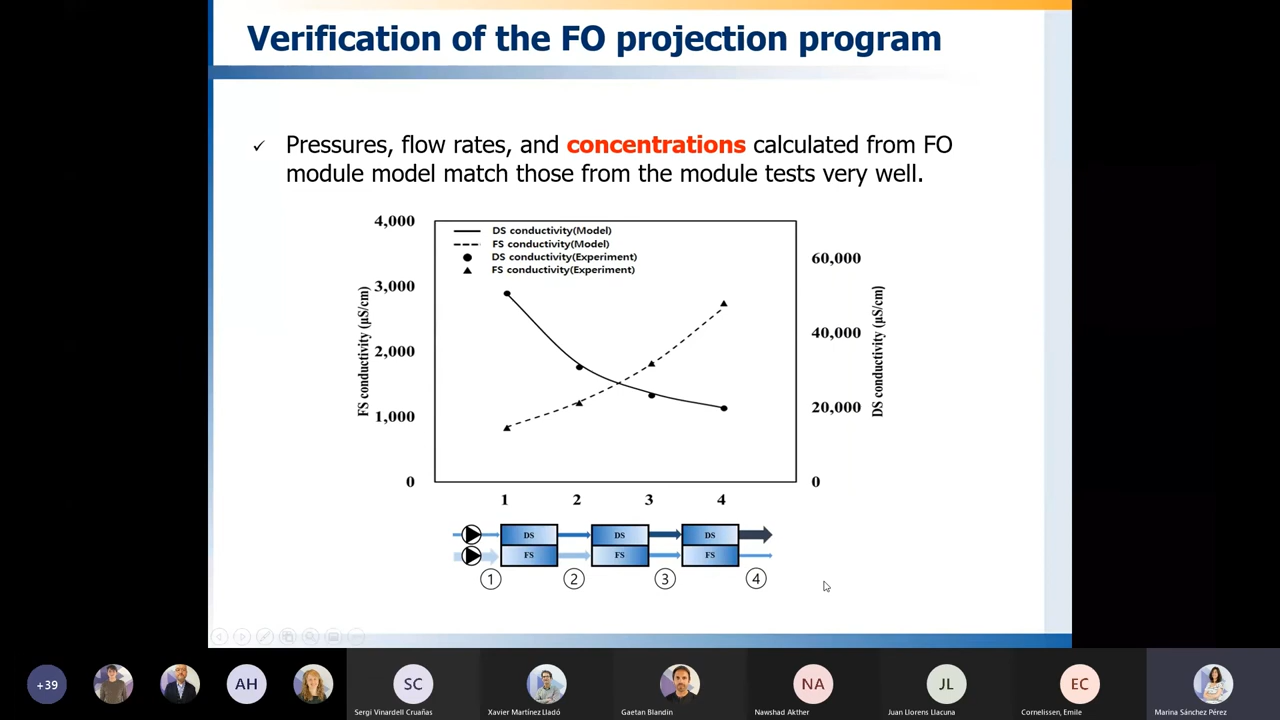 Verification of the FO projection program
✓ Pressures, flow rates, and concentrations calculated from FO
module model match those from the module tests very well.
4,000
3,000
2,000
1,000
0
FS conductivity (µS/cm)
DS conductivity(Model)
FS conductivity(Model)
DS conductivity(Experiment)
FS conductivity(Experiment)
60,000
40,000
20,000
0
DS conductivity (µS/cm)
1 2 3 4
DS DS DS
FS FS FS
① ② ③ ④
+39 AH SC NA JL EC
Sergi Vinardell Cruañas Xavier Martínez Lladó Gaetan Blandin Nawshad Akther Juan Llorens Llacuna Cornelissen, Emile Marina Sánchez Pérez